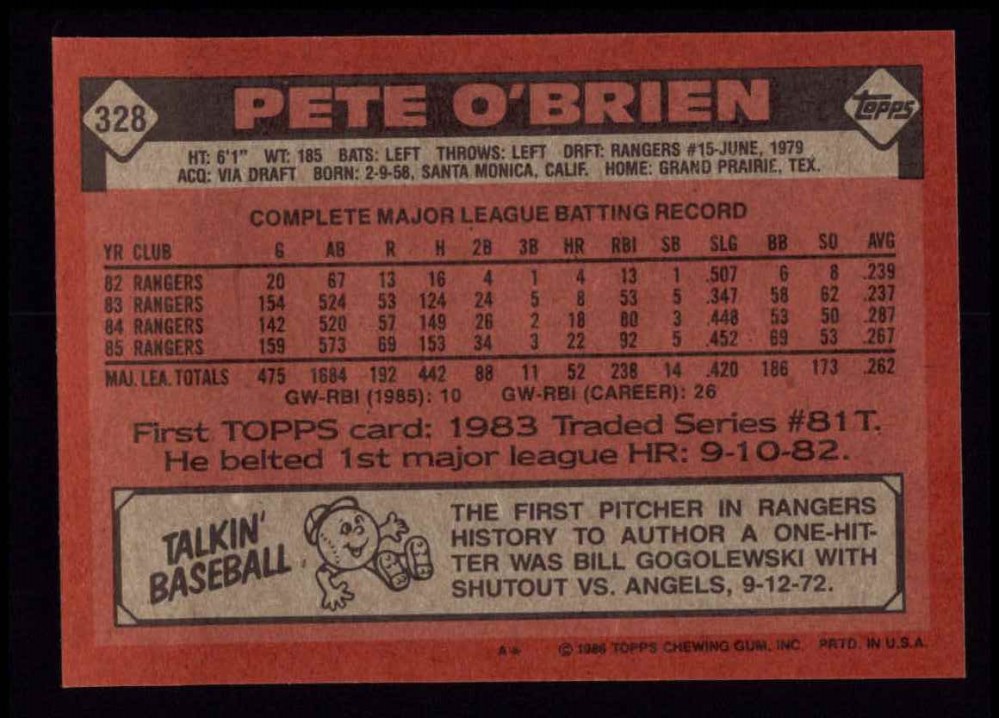 328
PETE O'BRIEN
TOPPS
HT: 6'1" WT: 185 BATS: LEFT THROWS: LEFT DRFT: RANGERS #15-JUNE, 1979
ACQ: VIA DRAFT BORN: 2-9-58, SANTA MONICA, CALIF. HOME: GRAND PRAIRIE, TEX.
COMPLETE MAJOR LEAGUE BATTING RECORD
YR CLUB G AB R H 2B 3B HR RBI SB SLG BB SO AVG
82 RANGERS 20 67 13 16 4 1 4 13 1 .507 6 8 .239
83 RANGERS 154 524 53 124 24 5 8 53 5 .347 58 62 .237
84 RANGERS 142 520 57 149 26 2 18 80 3 .448 53 50 .287
85 RANGERS 159 573 69 153 34 3 22 92 5 .452 69 53 .267
MAJ. LEA. TOTALS 475 1684 192 442 88 11 52 238 14 .420 186 173 .262
GW-RBI (1985): 10 GW-RBI (CAREER): 26
First TOPPS card: 1983 Traded Series #81T.
He belted 1st major league HR: 9-10-82.
TALKIN'
BASEBALL
THE FIRST PITCHER IN RANGERS
HISTORY TO AUTHOR A ONE-HIT-
TER WAS BILL GOGOLEWSKI WITH
SHUTOUT VS. ANGELS, 9-12-72.
A* © 1986 TOPPS CHEWING GUM, INC. PRTD. IN U.S.A.